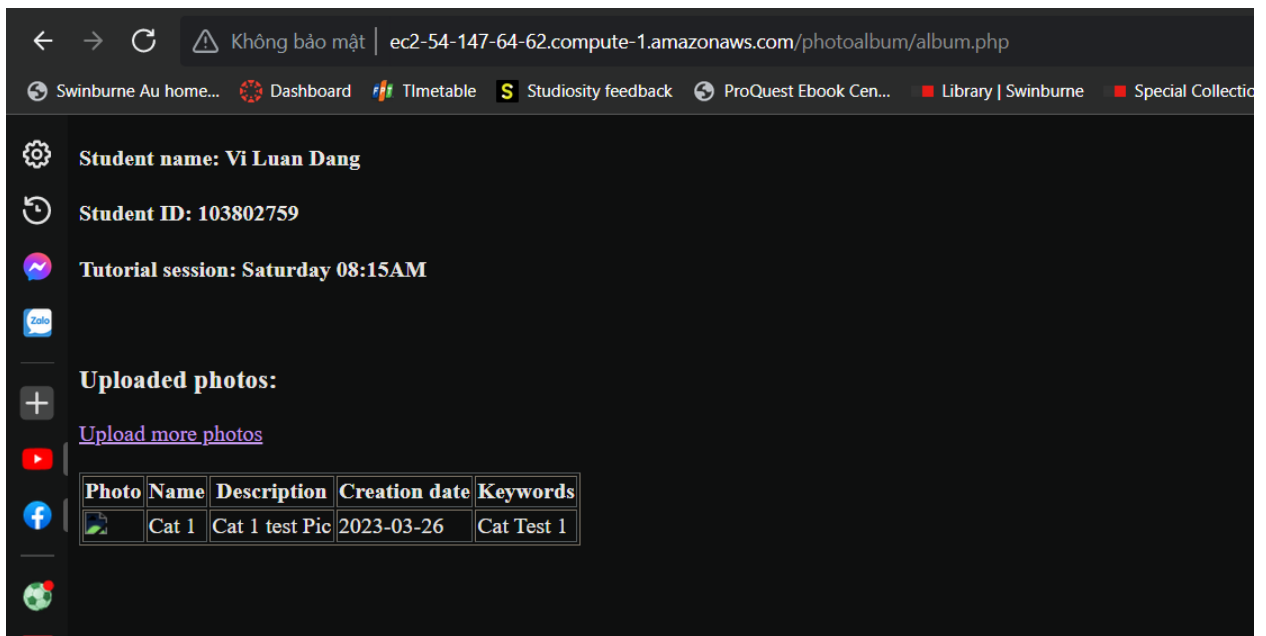 Không bảo mật | ec2-54-147-64-62.compute-1.amazonaws.com/photoalbum/album.php
Swinburne Au home... Dashboard TImetable S Studiosity feedback ProQuest Ebook Cen... Library | Swinburne Special Collectio
Student name: Vi Luan Dang
Student ID: 103802759
Tutorial session: Saturday 08:15AM
Zalo
Uploaded photos:
Upload more photos
Photo Name Description Creation date Keywords
Cat 1 Cat 1 test Pic 2023-03-26 Cat Test 1